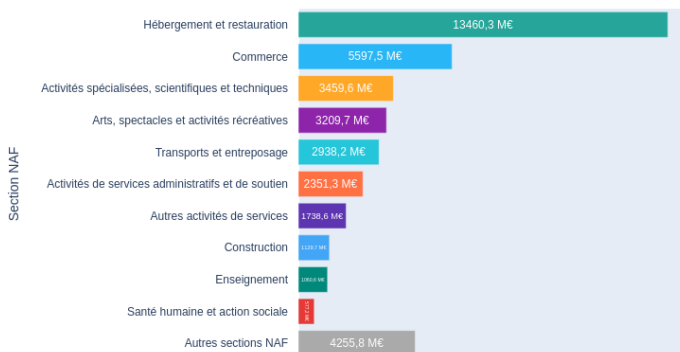 Section NAF
Hébergement et restauration 13460,3 M€
Commerce 5597,5 M€
Activités spécialisées, scientifiques et techniques 3459,6 M€
Arts, spectacles et activités récréatives 3209,7 M€
Transports et entreposage 2938,2 M€
Activités de services administratifs et de soutien 2351,3 M€
Autres activités de services 1738,6 M€
Construction M€
Enseignement M€
Santé humaine et action sociale M€
Autres sections NAF 4255,8 M€